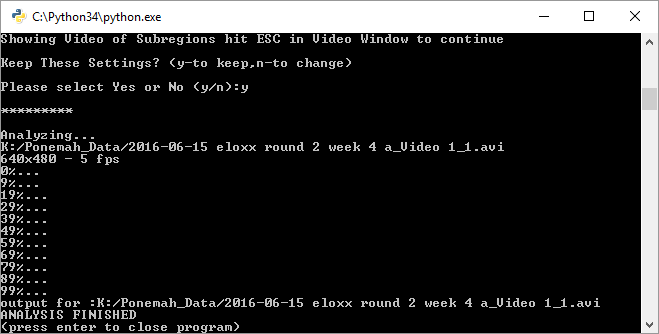 C:\Python34\python.exe
Showing Video of Subregions hit ESC in Video Window to continue
Keep These Settings? (y-to keep,n-to change)
Please select Yes or No (y/n):y
*********
Analyzing...
K:/Ponemah_Data/2016-06-15 eloxx round 2 week 4 a_Video 1_1.avi
640x480 - 5 fps
0%...
9%...
19%...
29%...
39%...
49%...
59%...
69%...
79%...
89%...
99%...
output for :K:/Ponemah_Data/2016-06-15 eloxx round 2 week 4 a_Video 1_1.avi
ANALYSIS FINISHED
(press enter to close program)